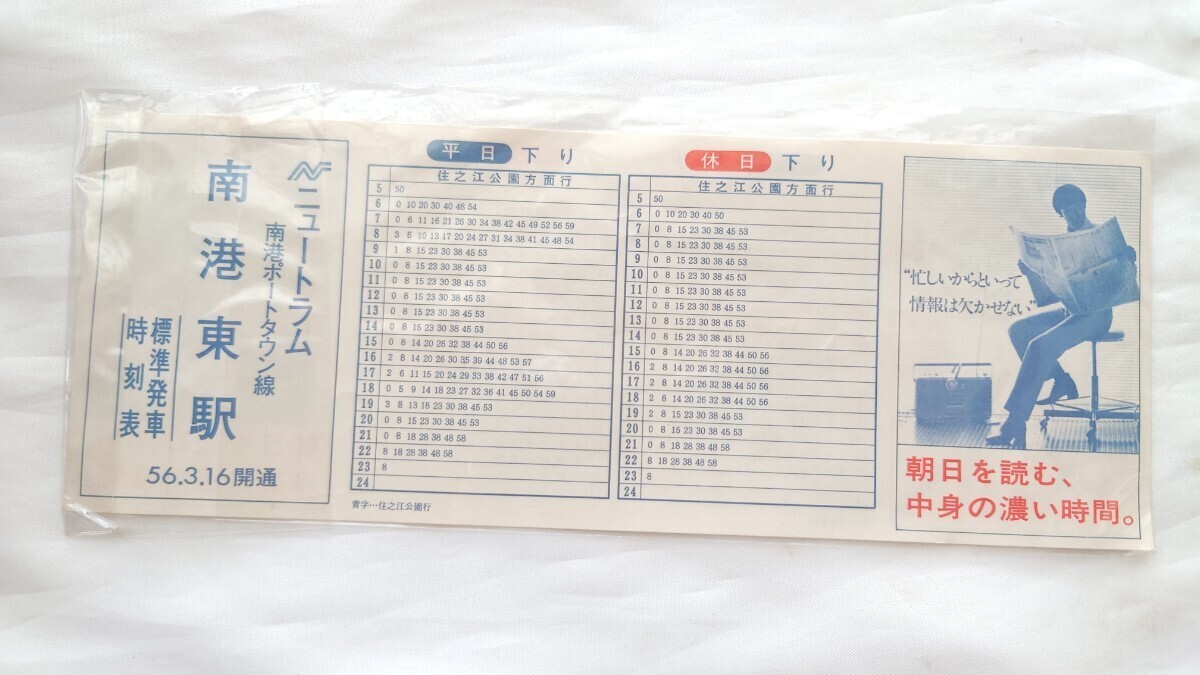 ニュートラム
南港ポートタウン線
南港東駅
標準発車
時刻表
56.3.16開通
平日 下り
住之江公園方面行
5 50
6 0 10 20 30 40 48 54
7 0 6 11 16 21 26 30 34 38 42 45 49 52 56 59
8 3 6 10 13 17 20 24 27 31 34 38 41 45 48 54
9 1 8 15 23 30 38 45 53
10 0 8 15 23 30 38 45 53
11 0 8 15 23 30 38 45 53
12 0 8 15 23 30 38 45 53
13 0 8 15 23 30 38 45 53
14 0 8 15 23 30 38 45 53
15 0 8 14 20 26 32 38 44 50 56
16 2 8 14 20 26 30 35 39 44 48 53 57
17 2 6 11 15 20 24 29 33 38 42 47 51 56
18 0 5 9 14 18 23 27 32 36 41 45 50 54 59
19 3 8 13 18 23 30 38 45 53
20 0 8 15 23 30 38 45 53
21 0 8 18 28 38 48 58
22 8 18 28 38 48 58
23 8
24
青字…住之江公園行
休日 下り
住之江公園方面行
5 50
6 0 10 20 30 40 50
7 0 8 15 23 30 38 45 53
8 0 8 15 23 30 38 45 53
9 0 8 15 23 30 38 45 53
10 0 8 15 23 30 38 45 53
11 0 8 15 23 30 38 45 53
12 0 8 15 23 30 38 45 53
13 0 8 15 23 30 38 45 53
14 0 8 15 23 30 38 45 53
15 0 8 14 20 26 32 38 44 50 56
16 2 8 14 20 26 32 38 44 50 56
17 2 8 14 20 26 32 38 44 50 56
18 2 8 14 20 26 32 38 44 50 56
19 2 8 15 23 30 38 45 53
20 0 8 15 23 30 38 45 53
21 0 8 18 28 38 48 58
22 8 18 28 38 48 58
23 8
24
“忙しいからといって
情報は欠かせない”
朝日を読む、
中身の濃い時間。